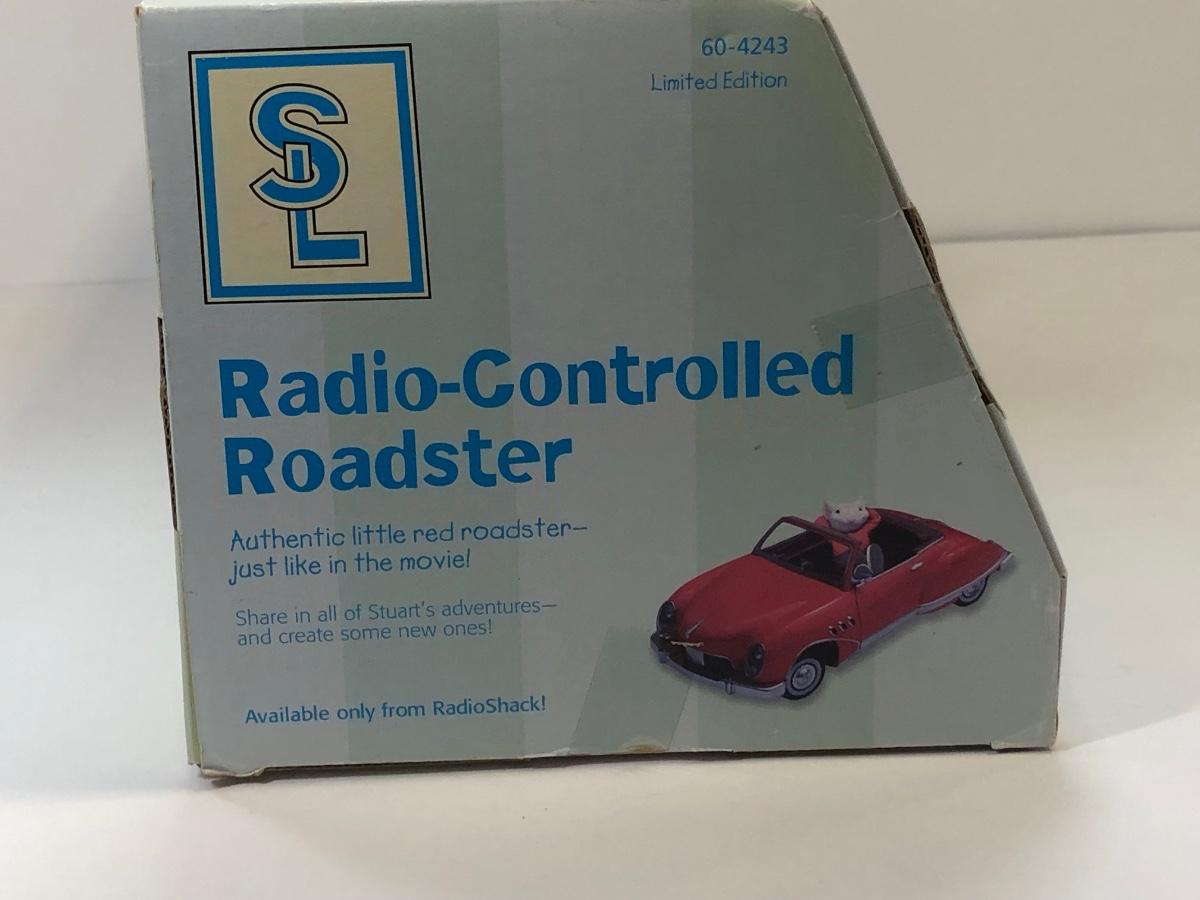 SL
60-4243
Limited Edition
Radio-Controlled
Roadster
Authentic little red roadster—
just like in the movie!
Share in all of Stuart's adventures—
and create some new ones!
Available only from RadioShack!